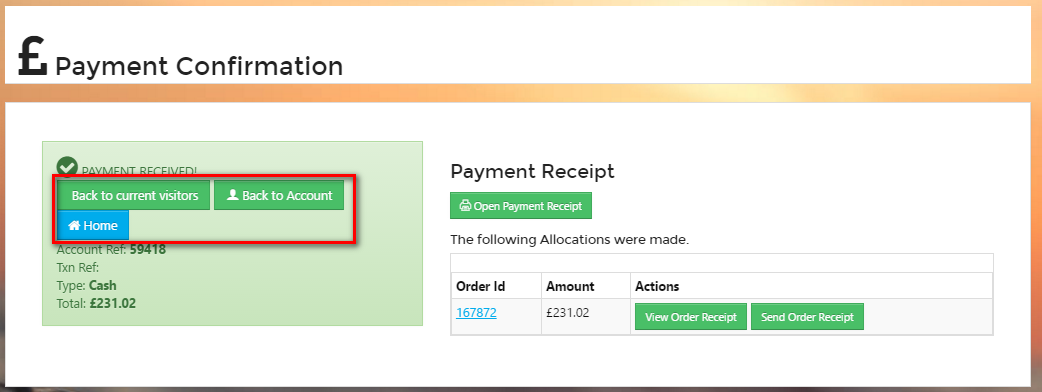 £ Payment Confirmation
PAYMENT RECEIVED!
Back to current visitors
Back to Account
Home
Account Ref: 59418
Txn Ref:
Type: Cash
Total: £231.02
Payment Receipt
Open Payment Receipt
The following Allocations were made.
Order Id Amount Actions
167872 £231.02 View Order Receipt Send Order Receipt